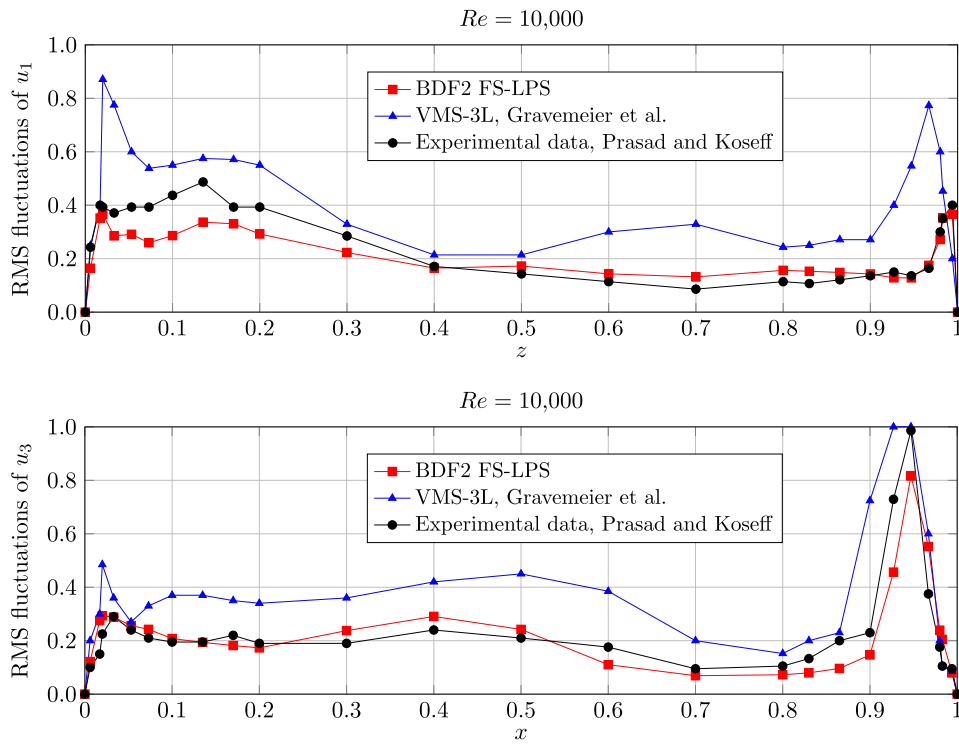 Re = 10,000
RMS fluctuations of u1
1.0
0.8
0.6
0.4
0.2
0.0
BDF2 FS-LPS
VMS-3L, Gravemeier et al.
Experimental data, Prasad and Koseff
0 0.1 0.2 0.3 0.4 0.5 0.6 0.7 0.8 0.9 1
z
Re = 10,000
RMS fluctuations of u3
1.0
0.8
0.6
0.4
0.2
0.0
BDF2 FS-LPS
VMS-3L, Gravemeier et al.
Experimental data, Prasad and Koseff
0 0.1 0.2 0.3 0.4 0.5 0.6 0.7 0.8 0.9 1
x